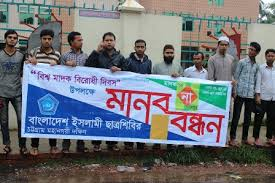 "বিশ্ব মাদক বিরোধী দিবস"
উপলক্ষে
মানব
না
বন্ধন
বাংলাদেশ ইসলামী ছাত্রশিবির
চট্টগ্রাম মহানগরী দক্ষিণ